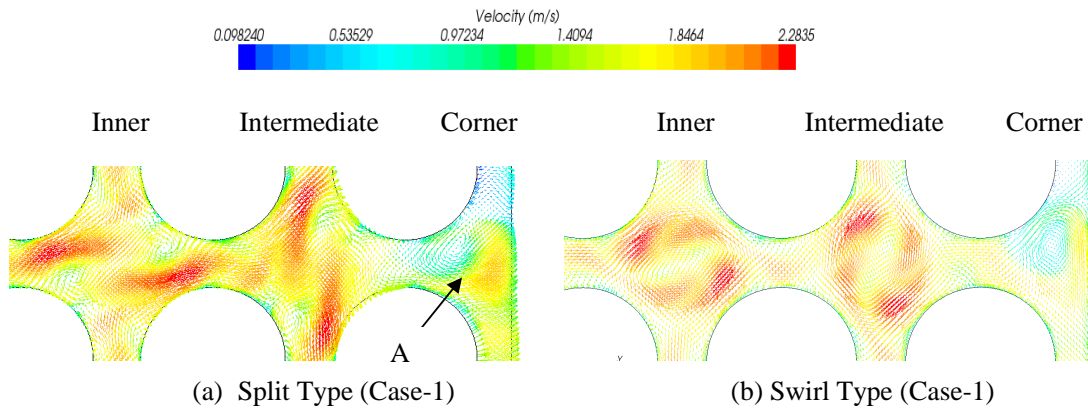 Velocity (m/s)
0.008240 0.53529 0.97234 1.4094 1.8464 2.2835
Inner Intermediate Corner Inner Intermediate Corner
A
Y
(a) Split Type (Case-1) (b) Swirl Type (Case-1)